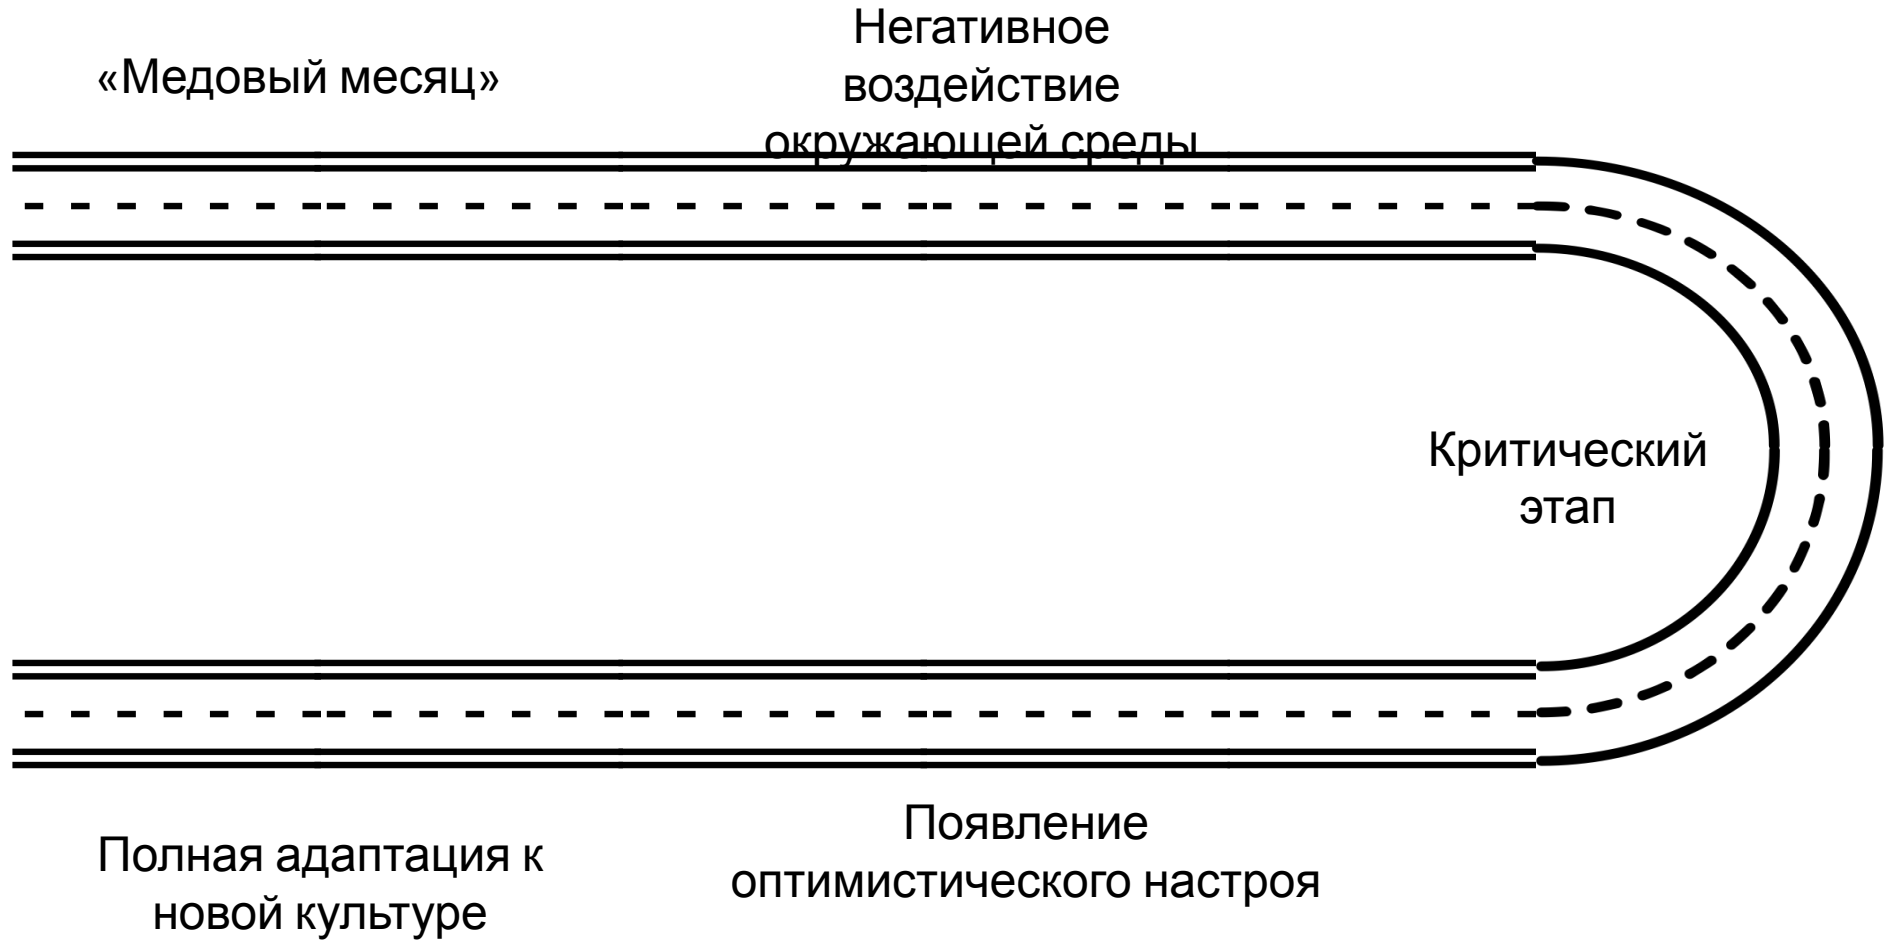 «Медовый месяц»
Негативное
воздействие
окружающей среды
Критический
этап
Появление
оптимистического настроя
Полная адаптация к
новой культуре